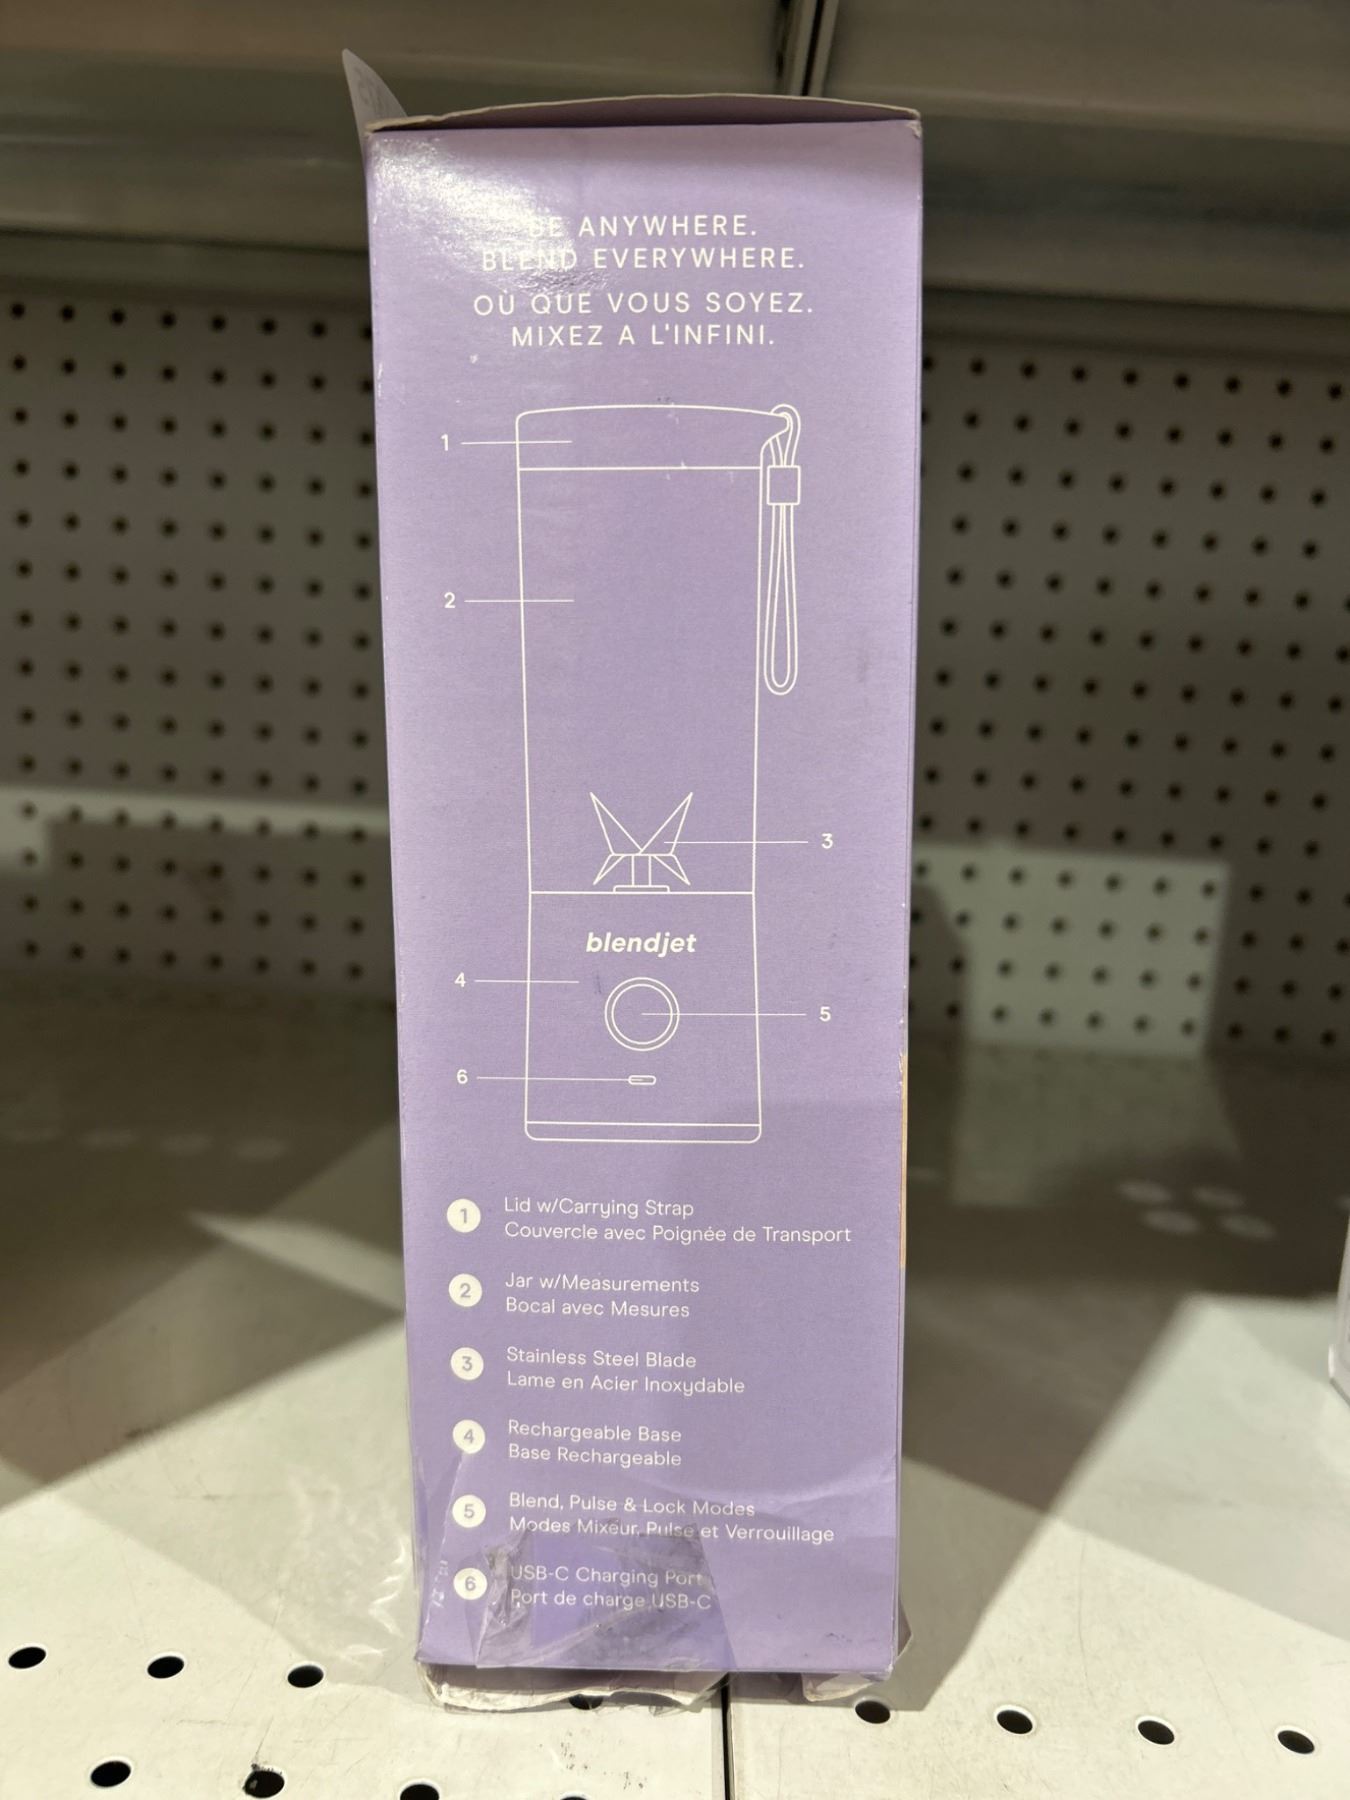 BE ANYWHERE.
BLEND EVERYWHERE.
OÙ QUE VOUS SOYEZ.
MIXEZ A L'INFINI.
1
2
3
blendjet
4
5
6
1 Lid w/Carrying Strap
Couvercle avec Poignée de Transport
2 Jar w/Measurements
Bocal avec Mesures
3 Stainless Steel Blade
Lame en Acier Inoxydable
4 Rechargeable Base
Base Rechargeable
5 Blend, Pulse & Lock Modes
Modes Mixeur, Pulse et Verrouillage
6 USB-C Charging Port
Port de charge USB-C